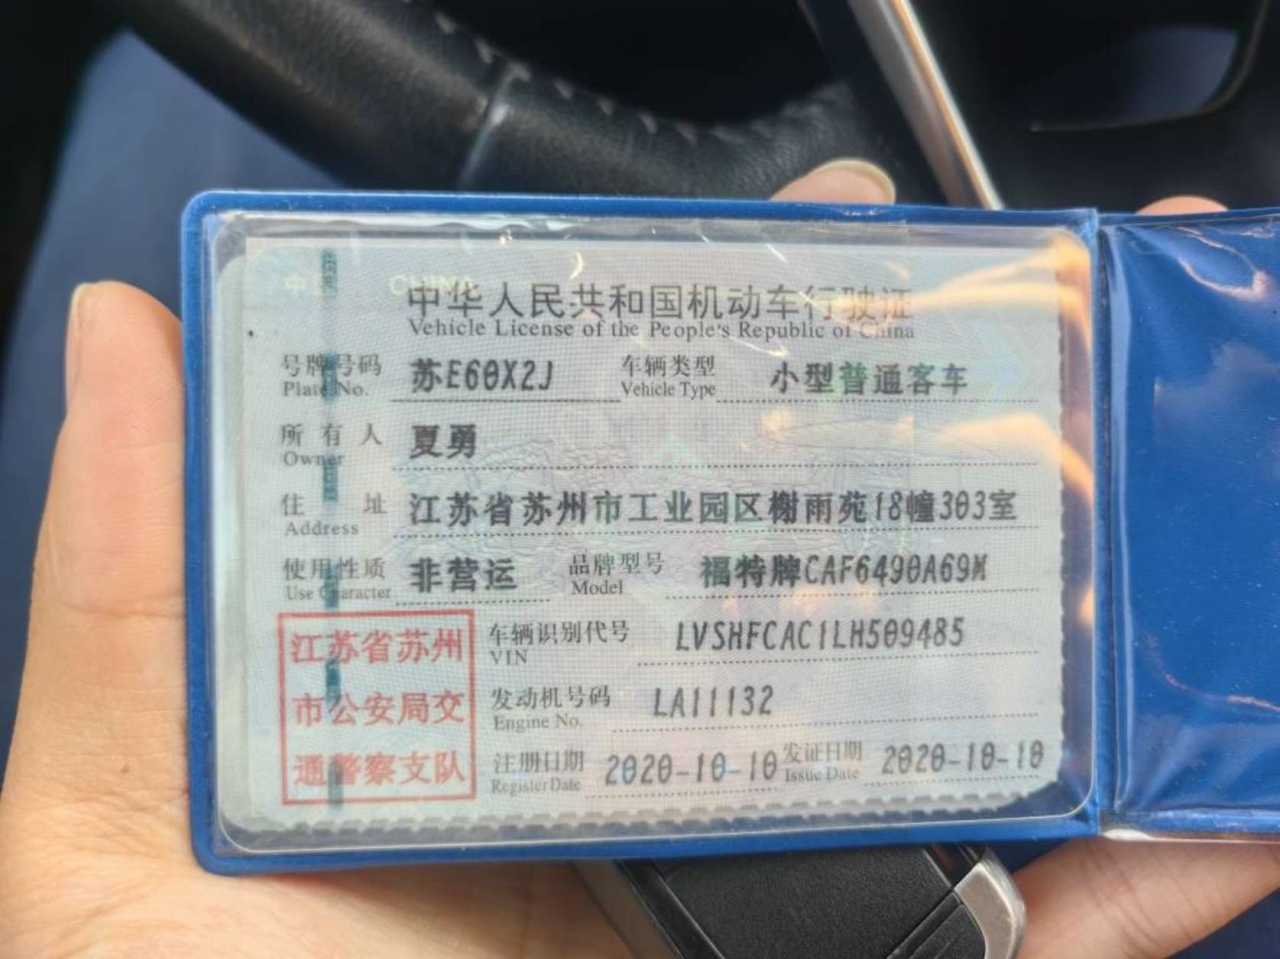 中国 CHINA
中华人民共和国机动车行驶证
Vehicle License of the People's Republic of China
号牌号码 苏E60X2J 车辆类型 小型普通客车
Plate No. Vehicle Type
所有人 夏勇
Owner
住址 江苏省苏州市工业园区榭雨苑18幢303室
Address
使用性质 非营运 品牌型号 福特牌CAF6490A69M
Use Character Model
江苏省苏州
市公安局交
通警察支队
车辆识别代号 LVSHFCAC1LH509485
VIN
发动机号码 LA11132
Engine No.
注册日期 2020-10-10 发证日期 2020-10-10
Register Date Issue Date